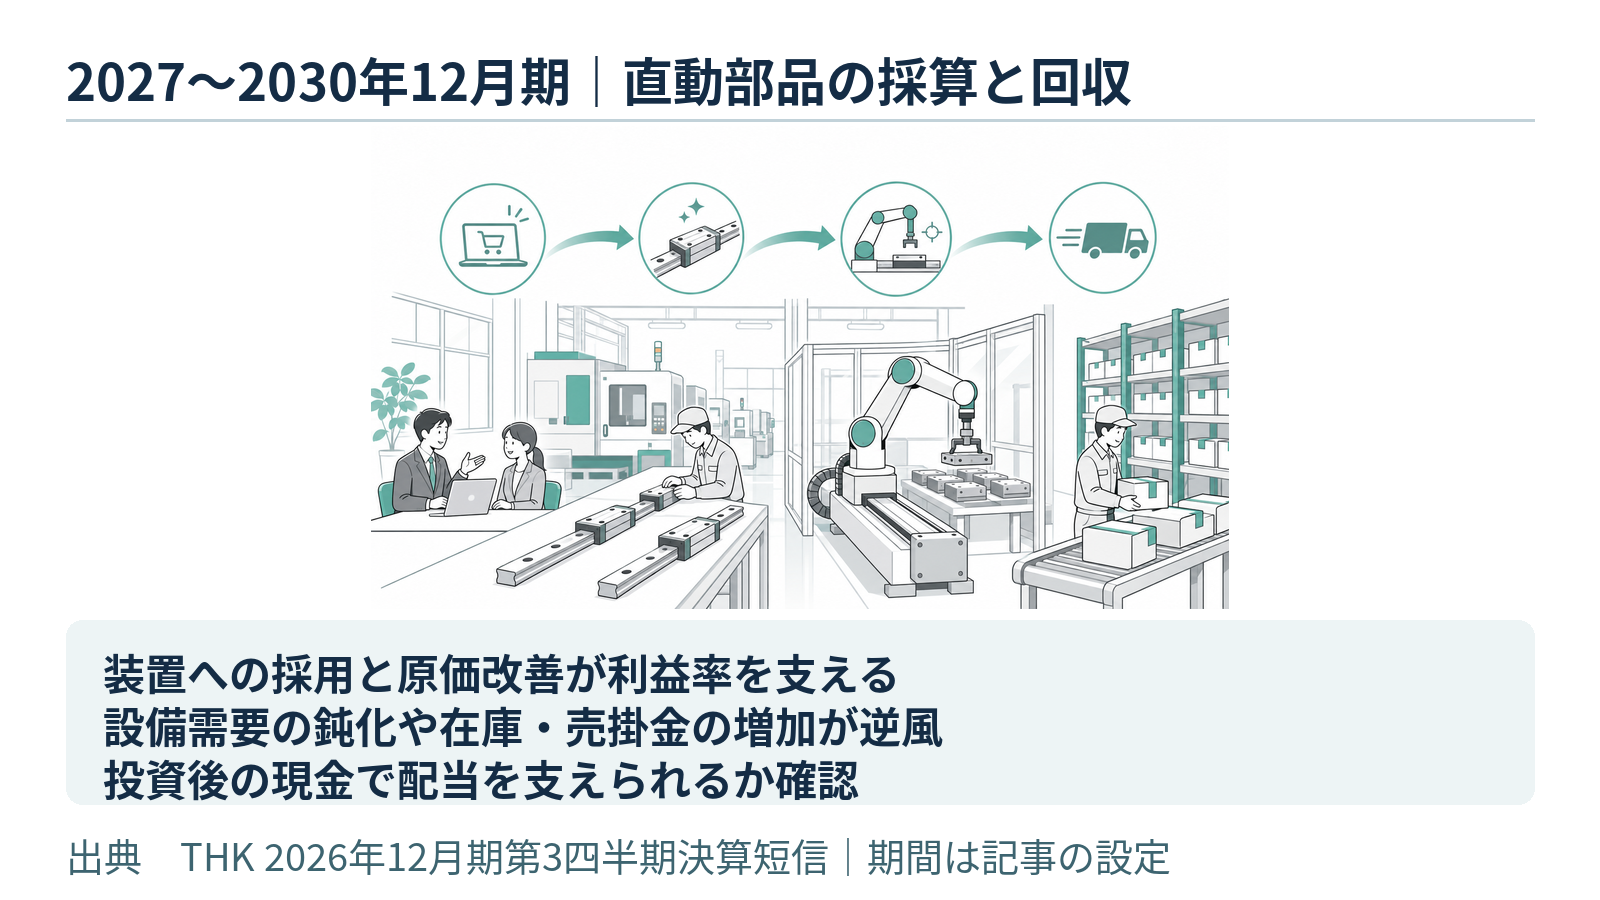 2027～2030年12月期｜直動部品の採算と回収
装置への採用と原価改善が利益率を支える
設備需要の鈍化や在庫・売掛金の増加が逆風
投資後の現金で配当を支えられるか確認
出典　THK 2026年12月期第3四半期決算短信｜期間は記事の設定